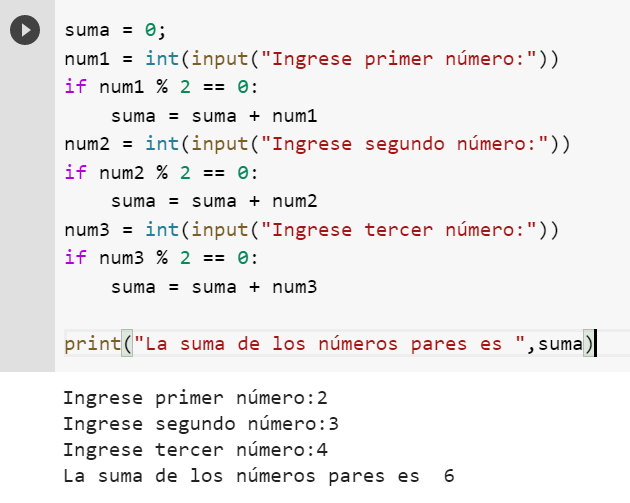 suma = 0;
num1 = int(input("Ingrese primer número:"))
if num1 % 2 == 0:
    suma = suma + num1
num2 = int(input("Ingrese segundo número:"))
if num2 % 2 == 0:
    suma = suma + num2
num3 = int(input("Ingrese tercer número:"))
if num3 % 2 == 0:
    suma = suma + num3
print("La suma de los números pares es ",suma)
Ingrese primer número:2
Ingrese segundo número:3
Ingrese tercer número:4
La suma de los números pares es  6